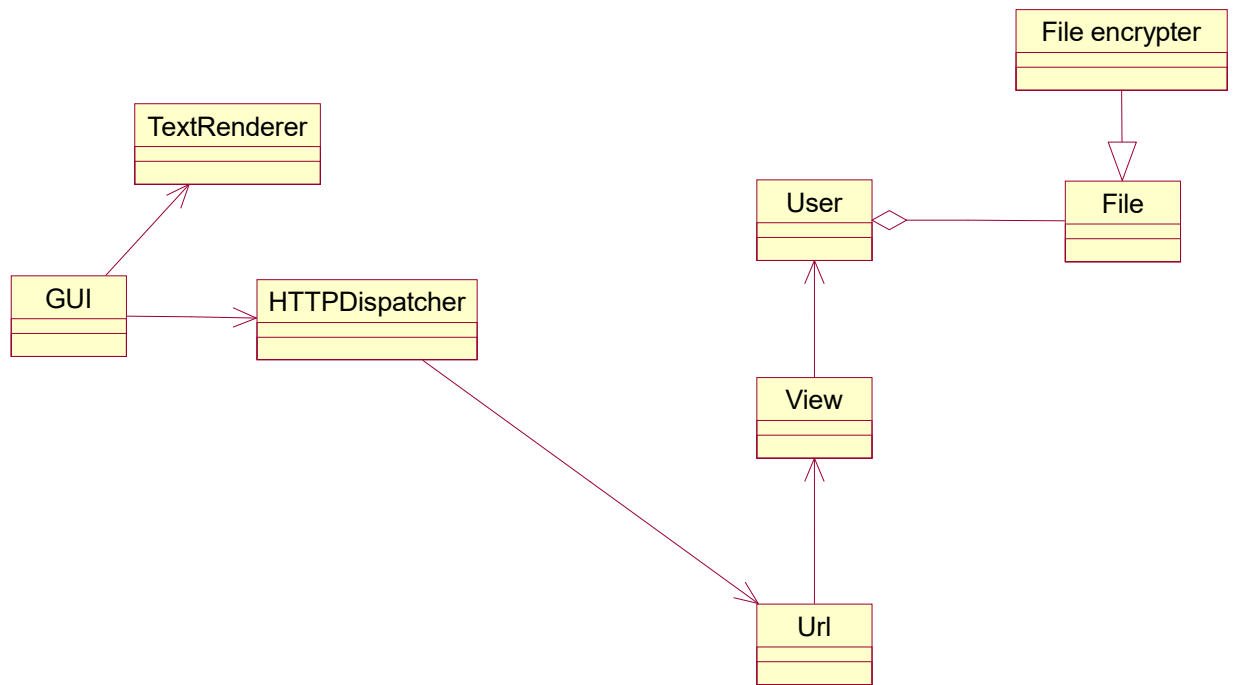 File encrypter
TextRenderer
User
File
GUI
HTTPDispatcher
View
Url